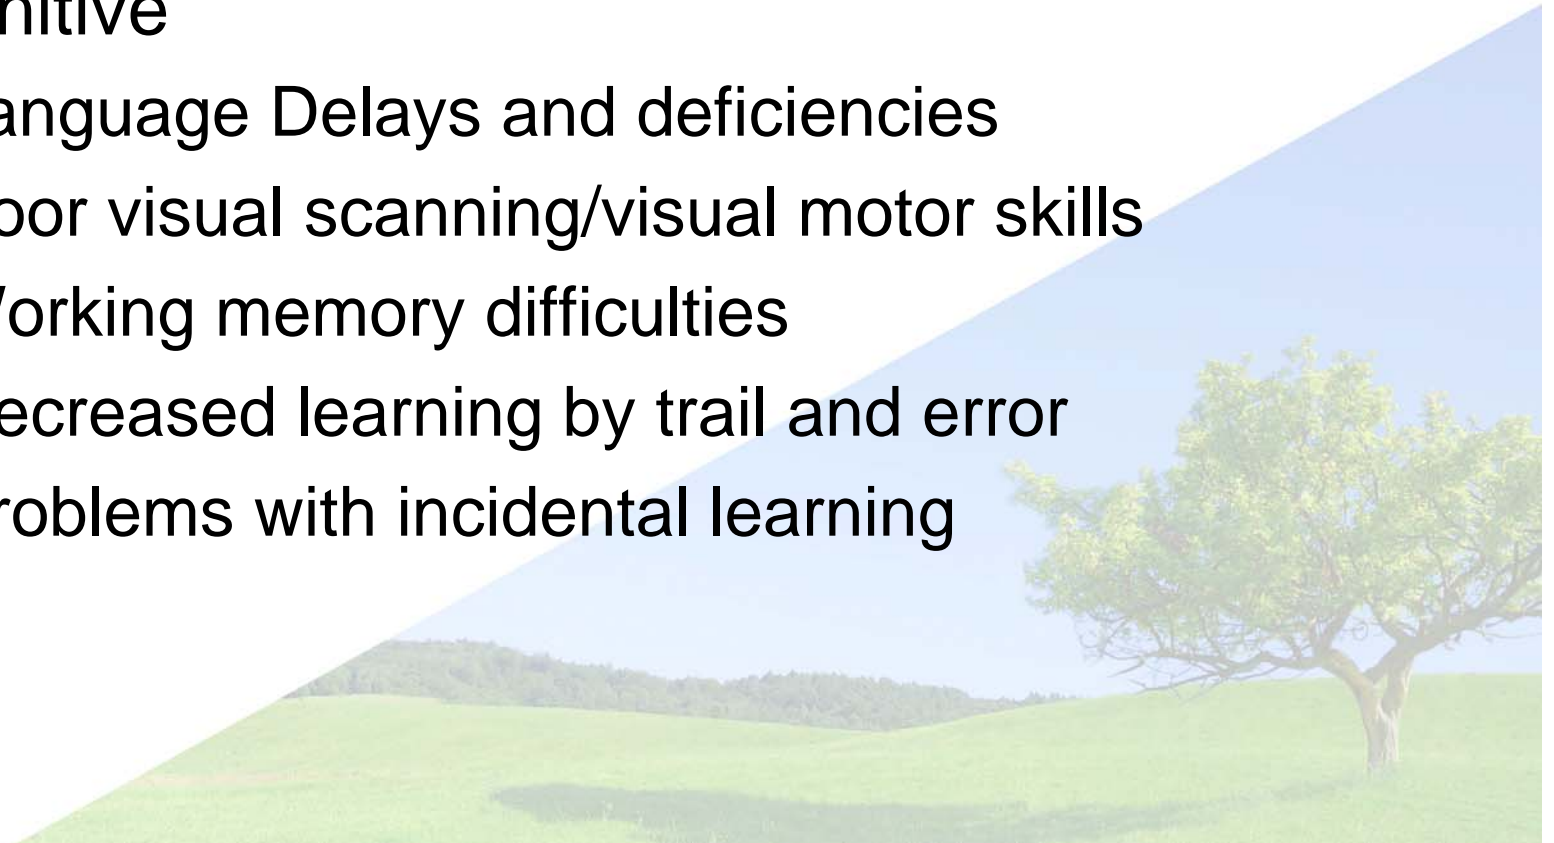 nitive
anguage Delays and deficiencies
oor visual scanning/visual motor skills
orking memory difficulties
ecreased learning by trail and error
roblems with incidental learning